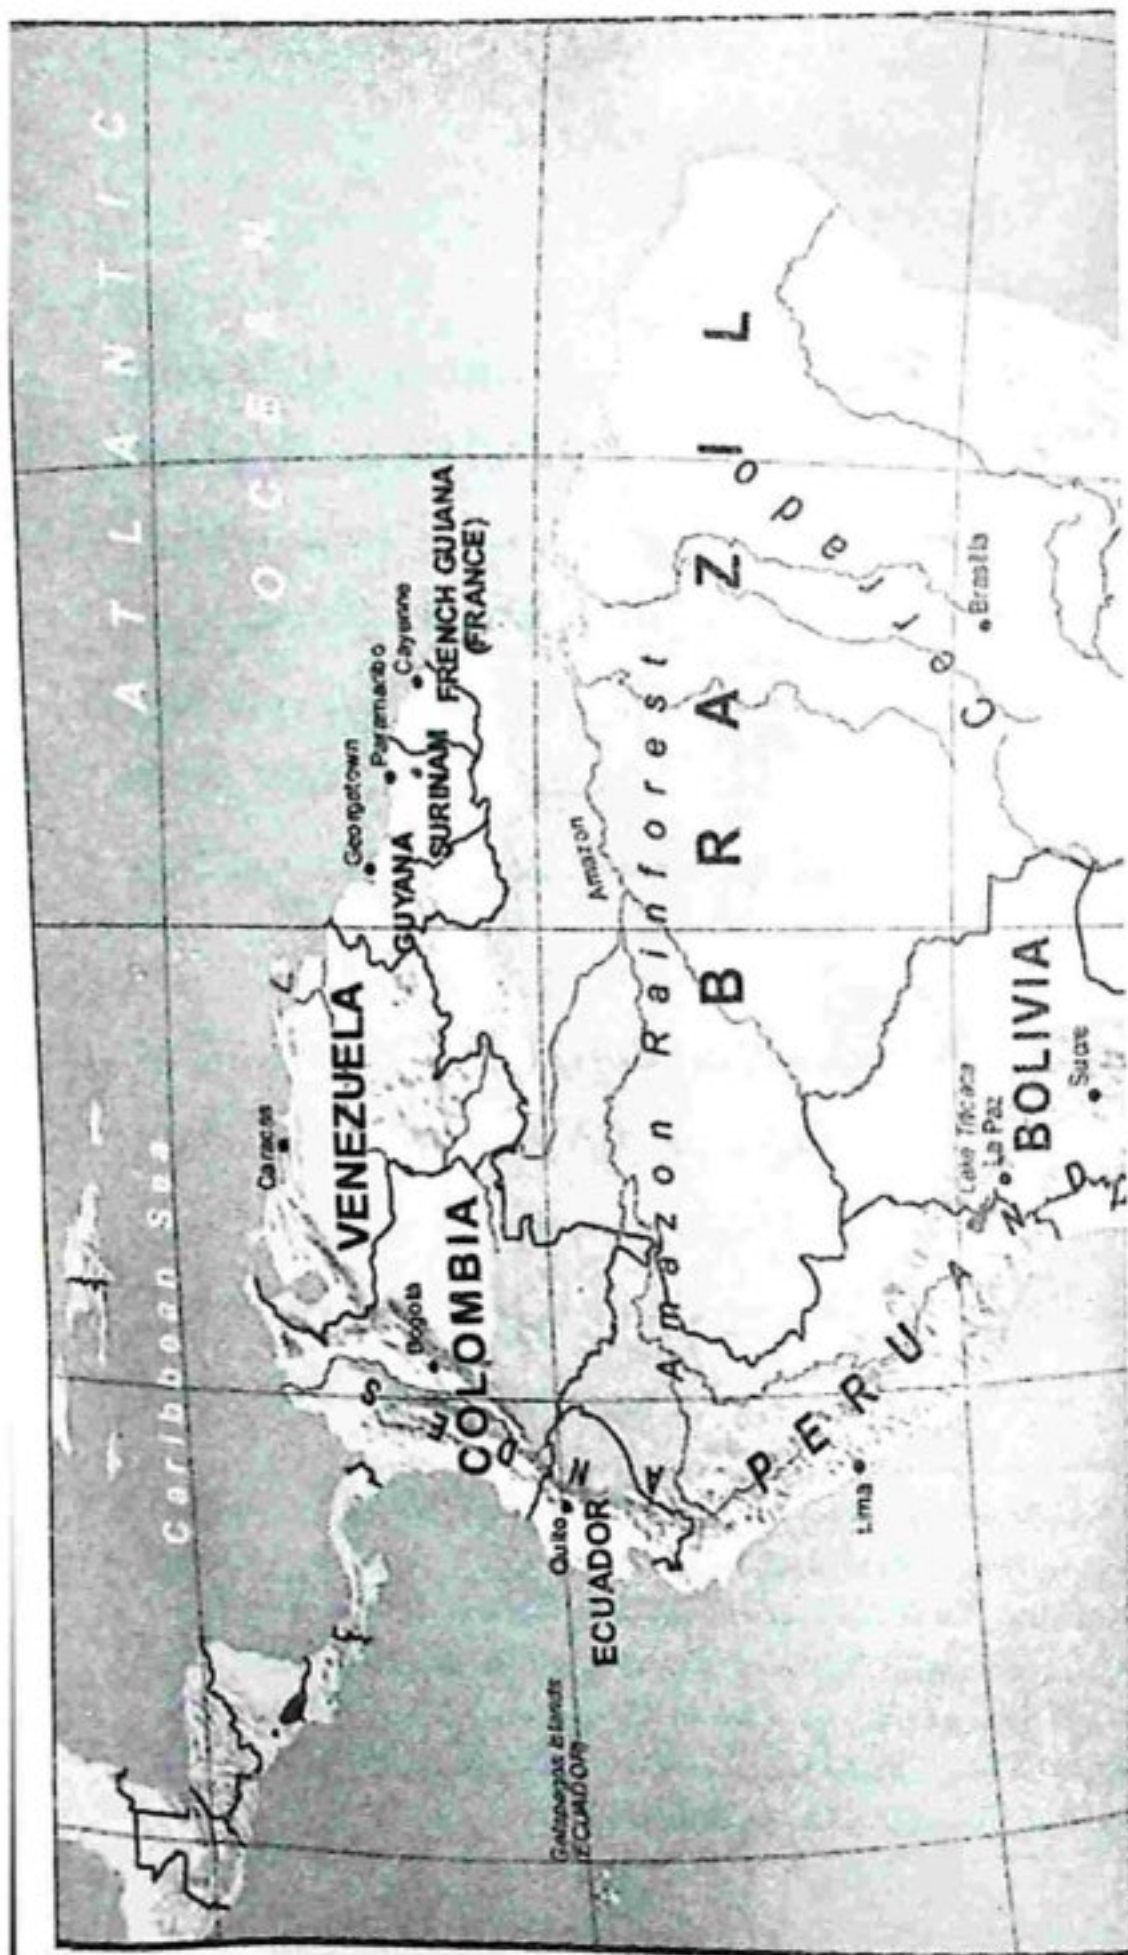 ATLANTIC
OCEAN
Caribbean Sea
Caracas
VENEZUELA
Georgetown
Paramaribo
Cayenne
GUYANA
SURINAM
FRENCH GUIANA
(FRANCE)
Bogota
COLOMBIA
ANDES
Quito
ECUADOR
Galapagos Islands
(ECUADOR)
Amazon
Amazon Rainforest
BRAZIL
Cerrado
Brasilia
PERU
Lima
Lake Titicaca
La Paz
BOLIVIA
Sucre
A
N
D